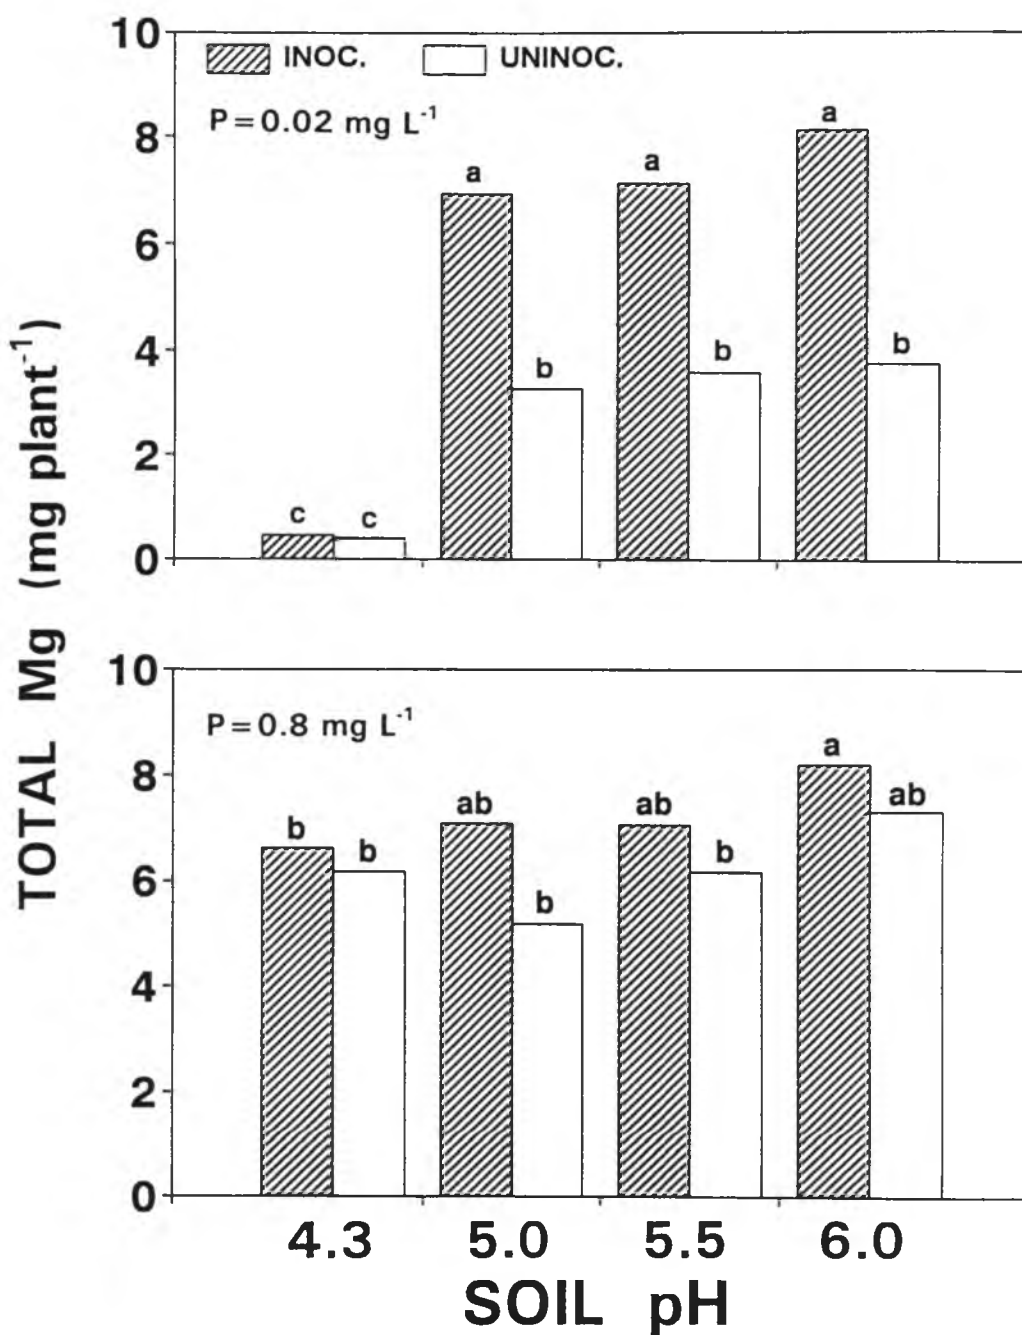 TOTAL Mg (mg plant⁻¹)
10
INOC. UNINOC.
P=0.02 mg L⁻¹
8
a
a
a
6
4
b
b
b
2
c c
0
10
P=0.8 mg L⁻¹
8
a
ab
ab
ab
b
b
b
6
b
4
2
0
4.3 5.0 5.5 6.0
SOIL pH